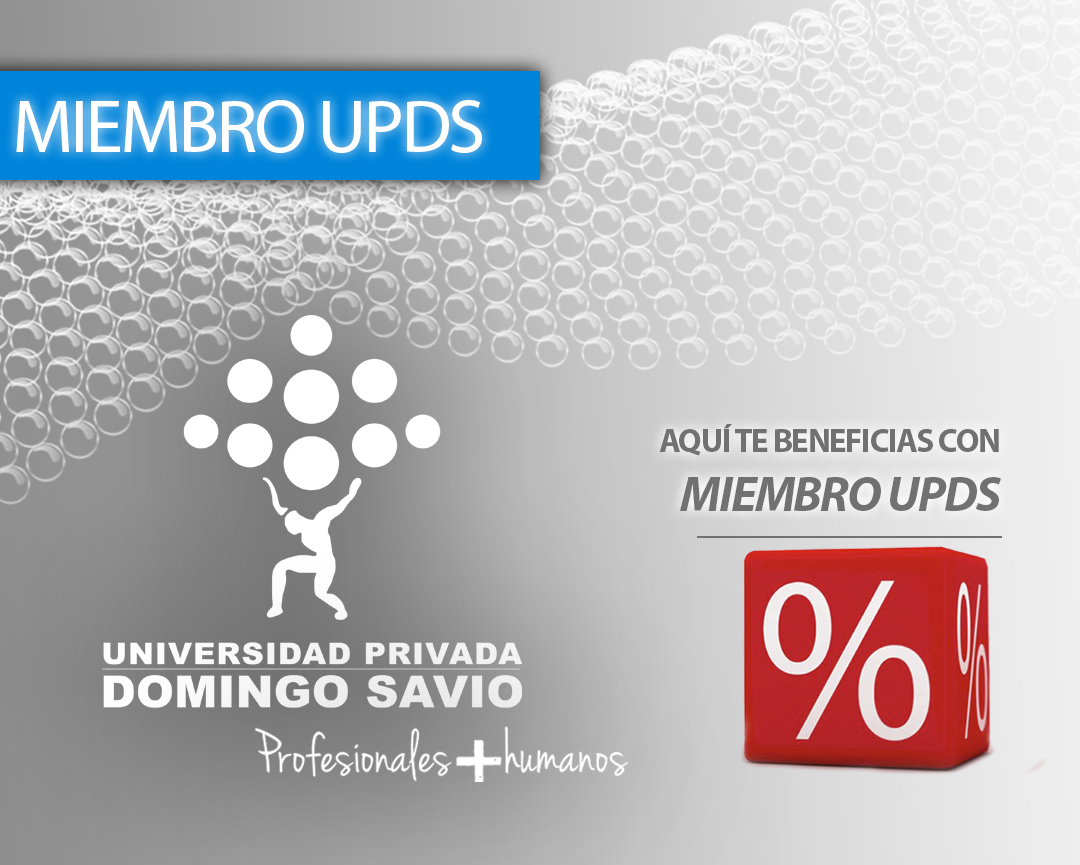 MIEMBRO UPDS
AQUÍ TE BENEFICIAS CON
MIEMBRO UPDS
%
%
UNIVERSIDAD PRIVADA
DOMINGO SAVIO
Profesionales + humanos